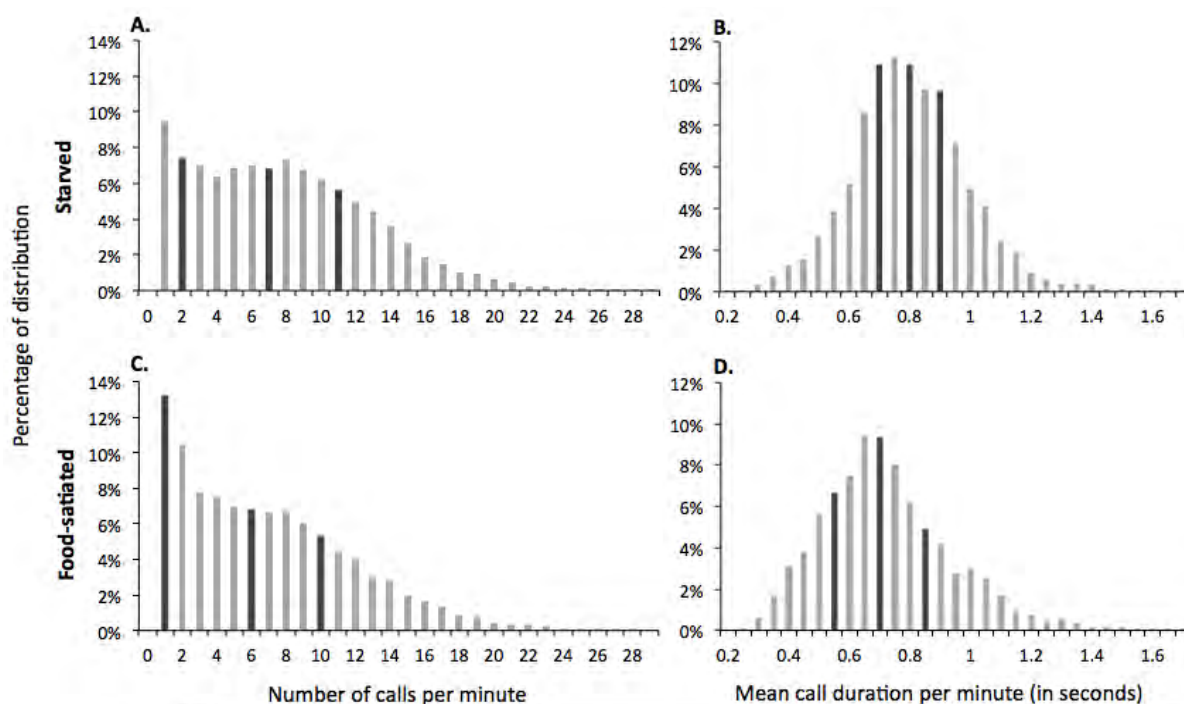 A.
14%
12%
10%
8%
6%
4%
2%
0%
0 2 4 6 8 10 12 14 16 18 20 22 24 26 28
Starved
B.
12%
10%
8%
6%
4%
2%
0%
0.2 0.4 0.6 0.8 1 1.2 1.4 1.6
Percentage of distribution
C.
14%
12%
10%
8%
6%
4%
2%
0%
0 2 4 6 8 10 12 14 16 18 20 22 24 26 28
Food-satiated
Number of calls per minute
D.
12%
10%
8%
6%
4%
2%
0%
0.2 0.4 0.6 0.8 1 1.2 1.4 1.6
Mean call duration per minute (in seconds)